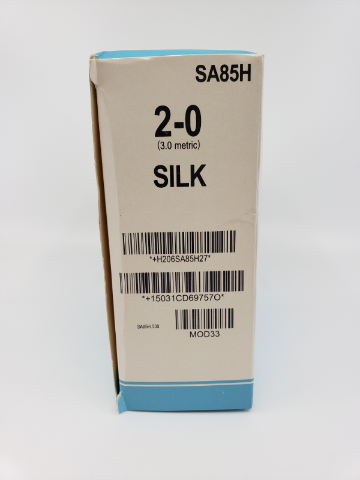 SA85H
2-0
(3.0 metric)
SILK
*+H206SA85H27*
*+15031CD69757O*
MOD33